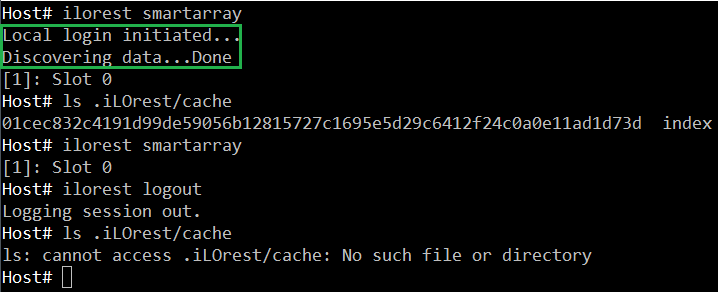 Host# ilorest smartarray
Local login initiated...
Discovering data...Done
[1]: Slot 0
Host# ls .iLOrest/cache
01cec832c4191d99de59056b12815727c1695e5d29c6412f24c0a0e11ad1d73d  index
Host# ilorest smartarray
[1]: Slot 0
Host# ilorest logout
Logging session out.
Host# ls .iLOrest/cache
ls: cannot access .iLOrest/cache: No such file or directory
Host#